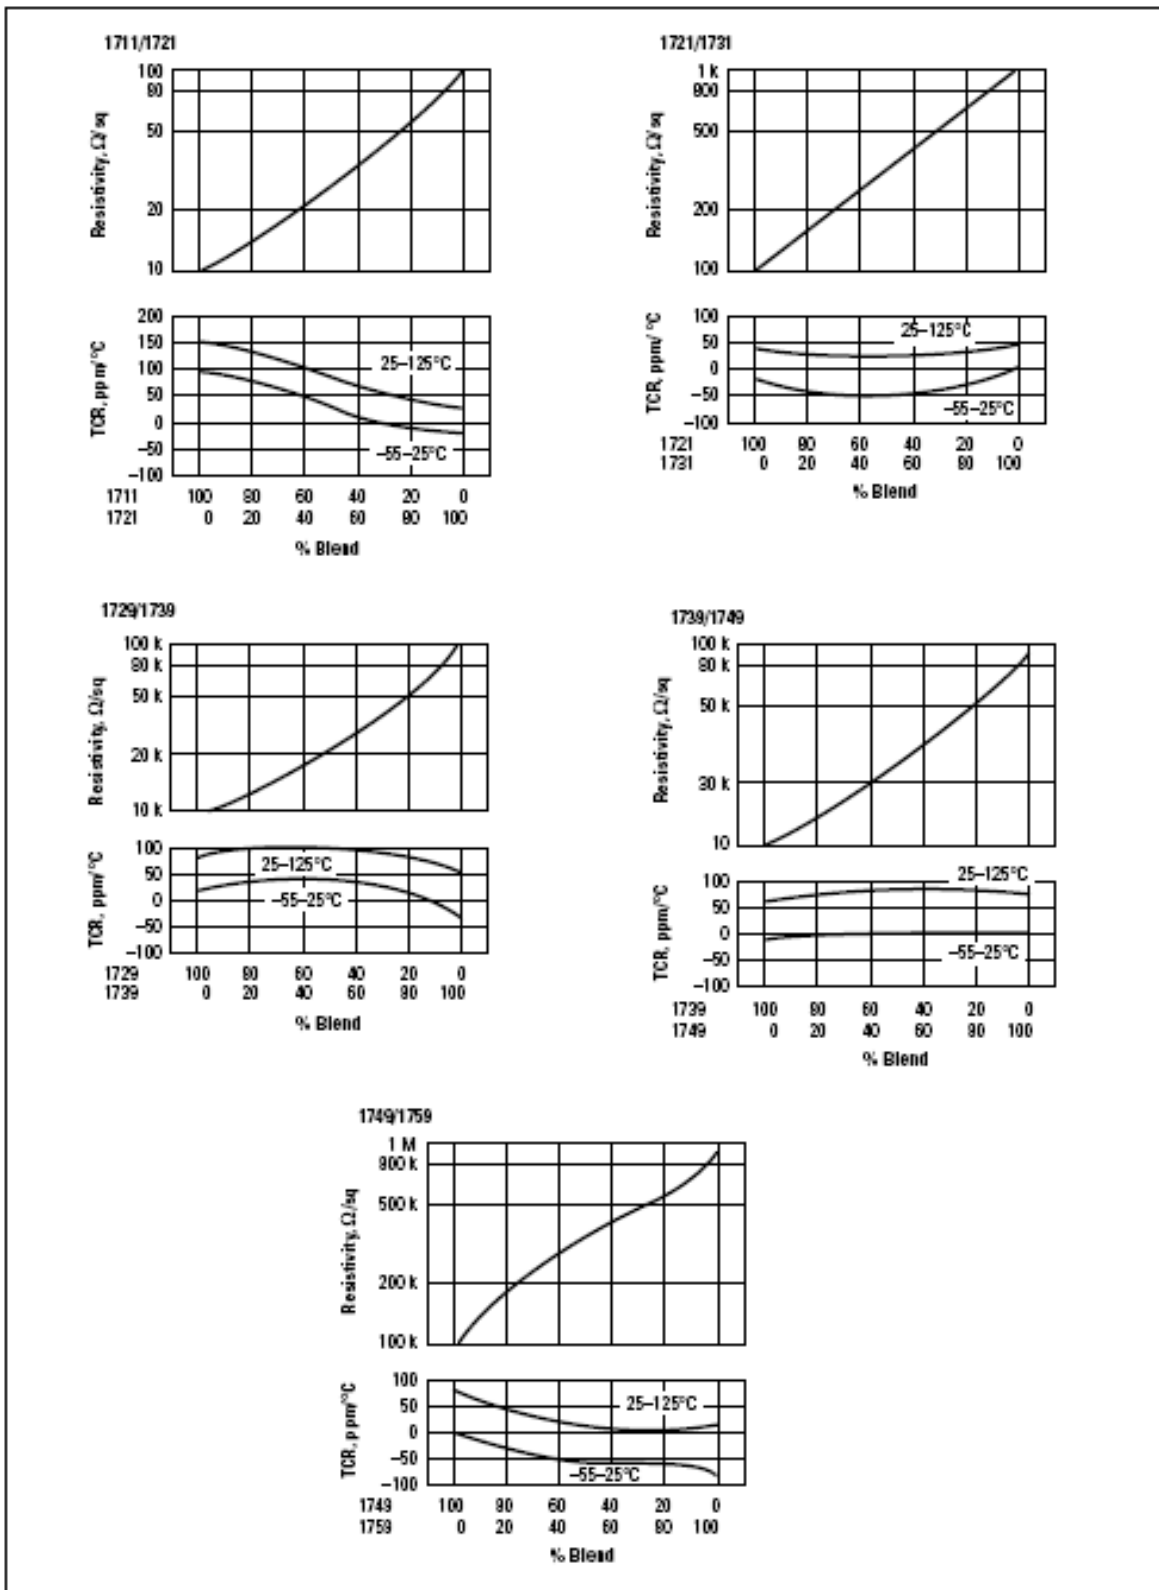 1711/1721
100
80
50
20
10
Resistivity, Ω/sq
200
150
100
50
0
–50
–100
TCR, ppm/°C
25–125°C
–55–25°C
1711 100 80 60 40 20 0
1721 0 20 40 60 80 100
% Blend
1721/1731
1 k
800
500
200
100
Resistivity, Ω/sq
100
50
0
–50
–100
TCR, ppm/ °C
25–125°C
–55–25°C
1721 100 80 60 40 20 0
1731 0 20 40 60 80 100
% Blend
1729/1739
100 k
80 k
50 k
20 k
10 k
Resistivity, Ω/sq
100
50
0
–50
–100
TCR, ppm/°C
25–125°C
–55–25°C
1729 100 80 60 40 20 0
1739 0 20 40 60 80 100
% Blend
1739/1749
100 k
80 k
50 k
30 k
10
Resistivity, Ω/sq
100
50
0
–50
–100
TCR, ppm/°C
25–125°C
–55–25°C
1739 100 80 60 40 20 0
1749 0 20 40 60 80 100
% Blend
1749/1759
1 M
800 k
500 k
200 k
100 k
Resistivity, Ω/sq
100
50
0
–50
–100
TCR, ppm/°C
25–125°C
–55–25°C
1749 100 80 60 40 20 0
1759 0 20 40 60 80 100
% Blend